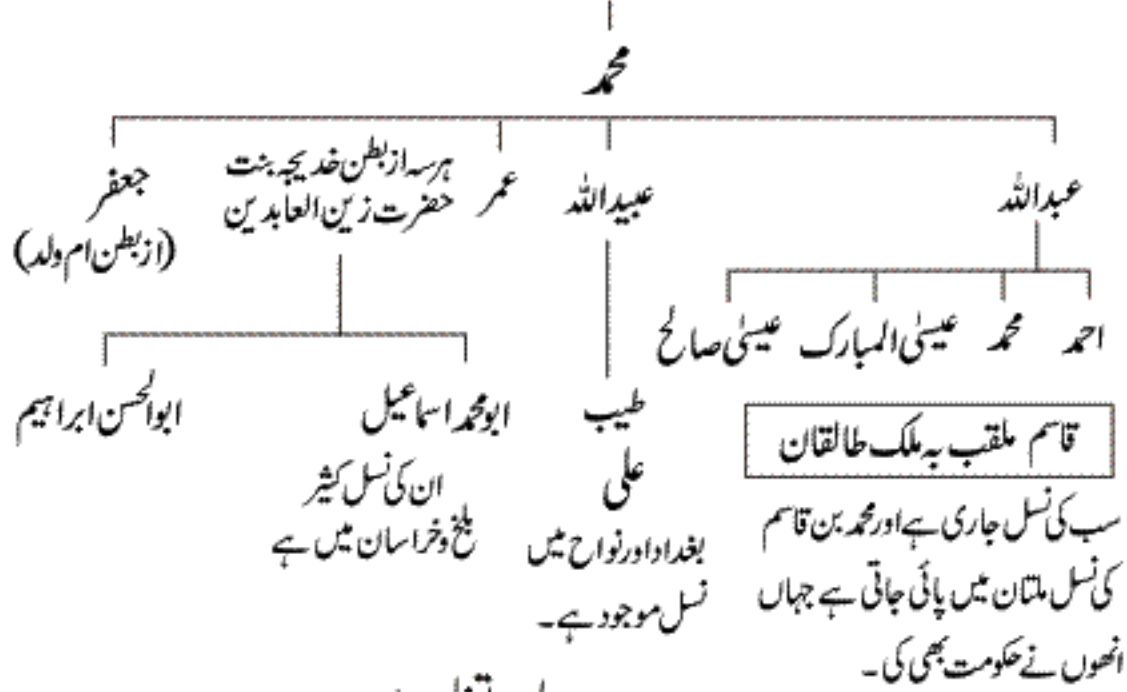 محمد
عبداللہ
عبیداللہ
عمر
ہرسہ از بطن خدیجہ بنت
حضرت زین العابدین
جعفر
(از بطن ام ولد)
احمد
محمد
عیسیٰ المبارک
عیسیٰ صالح
قاسم ملقب بہ ملک طالقان
سب کی نسل جاری ہے اور محمد بن قاسم
کی نسل ملتان میں پائی جاتی ہے جہاں
انھوں نے حکومت بھی کی۔
طیب
علی
بغداد اور نواح میں
نسل موجود ہے۔
ابومحمد اسماعیل
ان کی نسل کثیر
بلخ و خراسان میں ہے
ابوالحسن ابراہیم